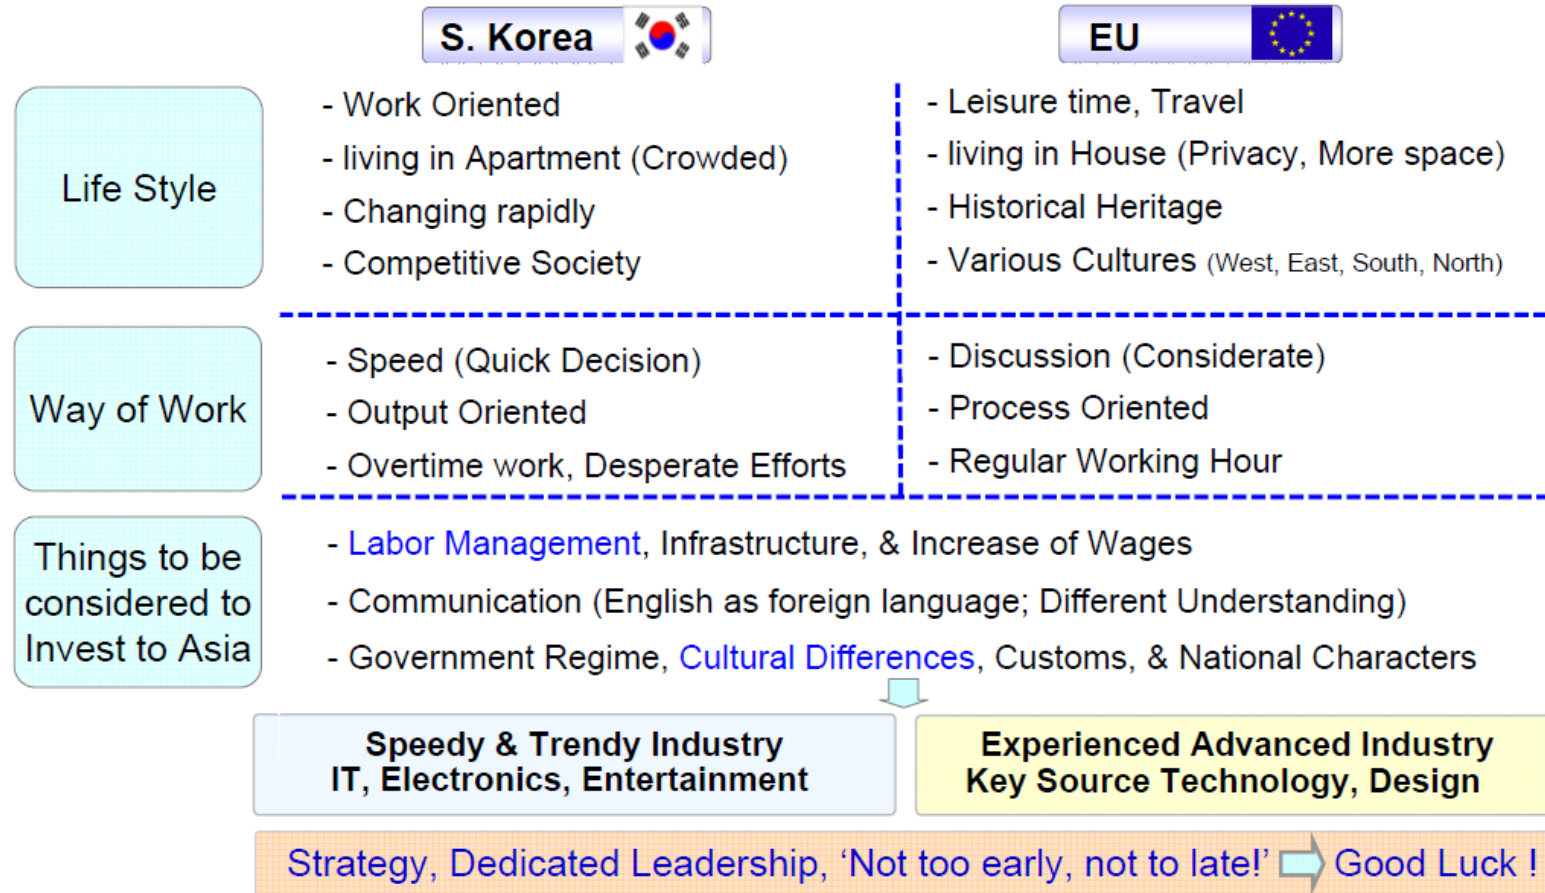 S. Korea
EU
Life Style
- Work Oriented
- living in Apartment (Crowded)
- Changing rapidly
- Competitive Society
- Leisure time, Travel
- living in House (Privacy, More space)
- Historical Heritage
- Various Cultures (West, East, South, North)
Way of Work
- Speed (Quick Decision)
- Output Oriented
- Overtime work, Desperate Efforts
- Discussion (Considerate)
- Process Oriented
- Regular Working Hour
Things to be
considered to
Invest to Asia
- Labor Management, Infrastructure, & Increase of Wages
- Communication (English as foreign language; Different Understanding)
- Government Regime, Cultural Differences, Customs, & National Characters
Speedy & Trendy Industry
IT, Electronics, Entertainment
Experienced Advanced Industry
Key Source Technology, Design
Strategy, Dedicated Leadership, ‘Not too early, not to late!’ Good Luck !